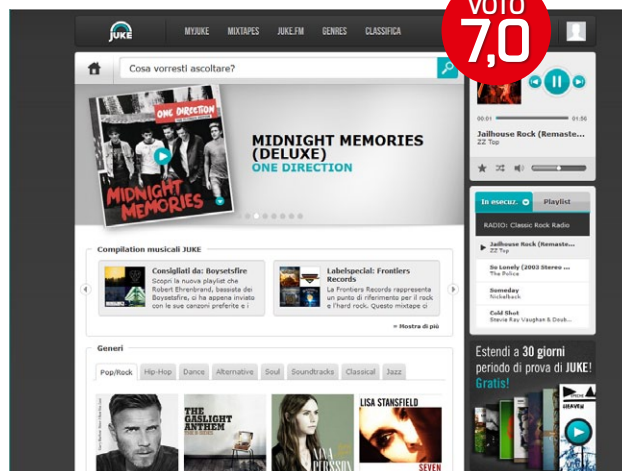 VOTO
7,0
JUKE
MYJUKE MIXTAPES JUKE.FM GENRES CLASSIFICA
Cosa vorresti ascoltare?
ONE DIRECTION
MIDNIGHT
MEMORIES
MIDNIGHT MEMORIES
(DELUXE)
ONE DIRECTION
00:01 01:56
Jailhouse Rock (Remaste...
ZZ Top
In esecuz. Playlist
RADIO: Classic Rock Radio
Jailhouse Rock (Remaste...
ZZ Top
So Lonely (2003 Stereo ...
The Police
Someday
Nickelback
Cold Shot
Stevie Ray Vaughan & Doub...
Compilation musicali JUKE
Consigliati da: Boysetsfire
Scopri la nuova playlist che
Robert Ehrenbrand, bassista dei
Boysetsfire, ci ha appena inviato
con le sue canzoni preferite i
Labelspecial: Frontiers
Records
La Frontiers Records rappresenta
un punto di riferimento per il rock
e l'hard rock. Questo mixtape ci
» Mostra di più
Generi
Pop/Rock Hip-Hop Dance Alternative Soul Soundtracks Classical Jazz
THE
GASLIGHT
ANTHEM
NINA
PERSSON
LISA STANSFIELD
SEVEN
Estendi a 30 giorni
periodo di prova di JUKE!
Gratis!